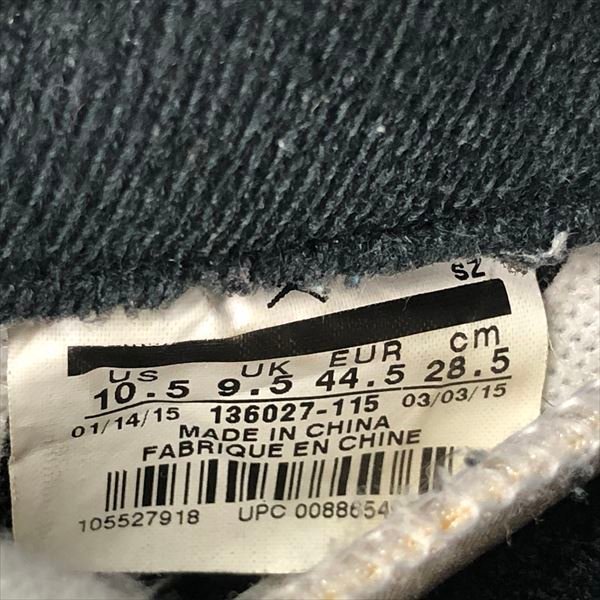 SZ
US UK EUR cm
10.5 9.5 44.5 28.5
01/14/15 136027-115 03/03/15
MADE IN CHINA
FABRIQUE EN CHINE
105527918 UPC 0088654